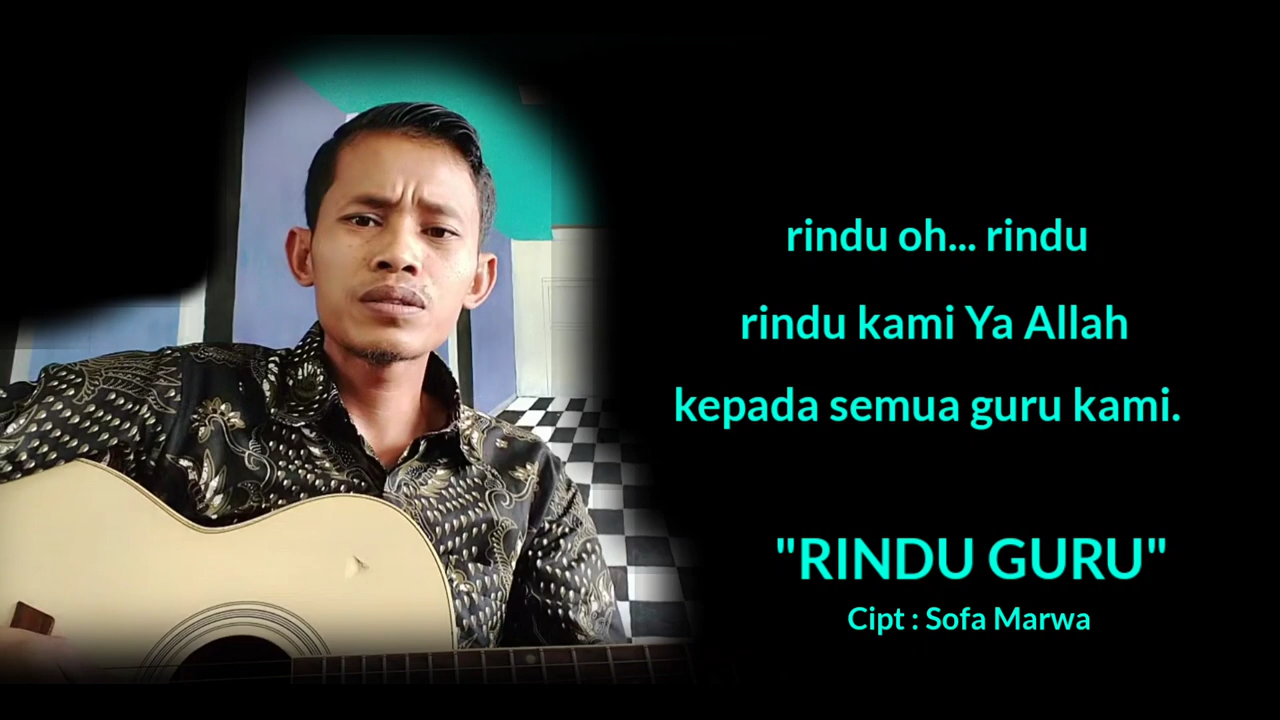 rindu oh... rindu
rindu kami Ya Allah
kepada semua guru kami.
"RINDU GURU"
Cipt : Sofa Marwa